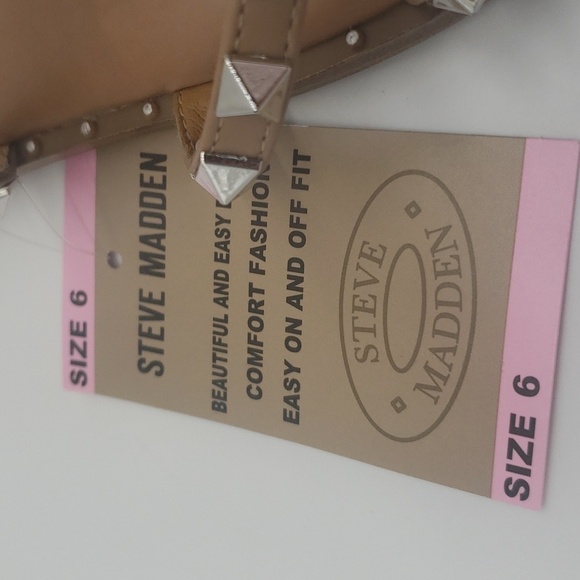 SIZE 6
STEVE MADDEN
BEAUTIFUL AND EASY
COMFORT FASHION
EASY ON AND OFF FIT
STEVE
MADDEN
SIZE 6